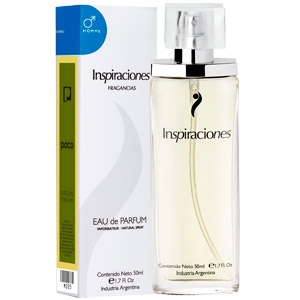 HOMME
Inspiraciones
FRAGANCIAS
paco
EAU de PARFUM
VAPORISATEUR - NATURAL SPRAY
Contenido Neto 50ml
e 1.7 Fl. Oz
Industria Argentina
Inspiraciones
Contenido Neto 50ml
e 1.7 Fl. Oz
Industria Argentina